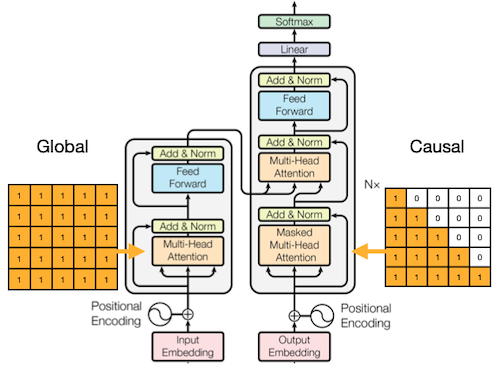 Softmax
Linear
Add & Norm
Feed
Forward
Add & Norm
Multi-Head
Attention
Add & Norm
Masked
Multi-Head
Attention
Add & Norm
Feed
Forward
Add & Norm
Multi-Head
Attention
Global
Causal
N×
1 1 1 1 1
1 1 1 1 1
1 1 1 1 1
1 1 1 1 1
1 1 1 1 1
1 0 0 0 0
1 1 0 0 0
1 1 1 0 0
1 1 1 1 0
1 1 1 1 1
Positional
Encoding
Positional
Encoding
Input
Embedding
Output
Embedding